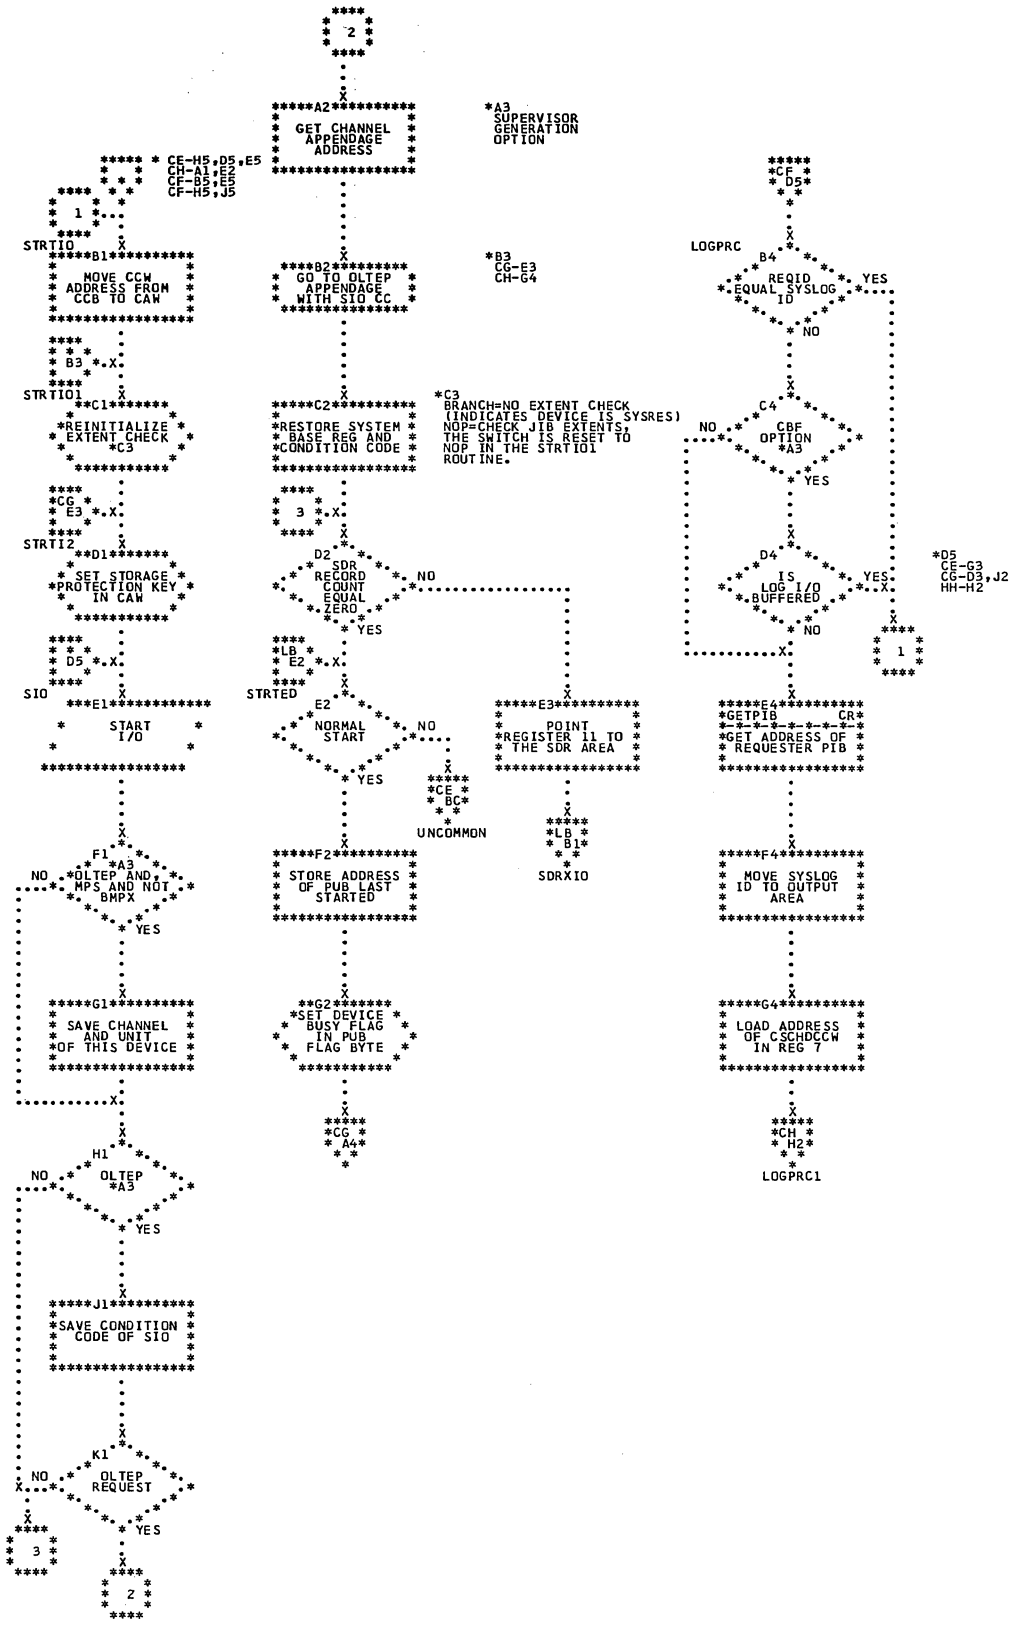 2
A2
GET CHANNEL
APPENDAGE
ADDRESS
*A3
SUPERVISOR
GENERATION
OPTION
* CE-H5,D5,E5
CH-A1,E2
CF-B5,E5
CF-H5,J5
1
STRTIO
B1
MOVE CCW
ADDRESS FROM
CCB TO CAW
B2
GO TO OLTEP
APPENDAGE
WITH SIO CC
*B3
CG-E3
CH-G4
CF
D5
LOGPRC
B4
REQID
EQUAL SYSLOG
ID
YES
NO
B3
STRTIO1
C1
REINITIALIZE
EXTENT CHECK
*C3
C2
RESTORE SYSTEM
BASE REG AND
CONDITION CODE
*C3
BRANCH=NO EXTENT CHECK
(INDICATES DEVICE IS SYSRES)
NOP=CHECK JIB EXTENTS,
THE SWITCH IS RESET TO
NOP IN THE STRTIO1
ROUTINE.
C4
CBF
OPTION
*A3
NO
YES
CG
E3
3
STRTI2
D1
SET STORAGE
PROTECTION KEY
IN CAW
D2
SDR
RECORD
COUNT
EQUAL
ZERO
NO
YES
D4
IS
LOG I/O
BUFFERED
YES
NO
*D5
CE-G3
CG-D3,J2
HH-H2
1
D5
LB
E2
SIO
E1
START
I/O
STRTED
E2
NORMAL
START
NO
YES
CE
BC
UNCOMMON
E3
POINT
REGISTER 11 TO
THE SDR AREA
LB
B1
SDRXIO
E4
GETPIB CR
GET ADDRESS OF
REQUESTER PIB
F1
*A3
OLTEP AND,
MPS AND NOT
BMPX
NO
YES
F2
STORE ADDRESS
OF PUB LAST
STARTED
F4
MOVE SYSLOG
ID TO OUTPUT
AREA
G1
SAVE CHANNEL
AND UNIT
OF THIS DEVICE
G2
SET DEVICE
BUSY FLAG
IN PUB
FLAG BYTE
G4
LOAD ADDRESS
OF CSCHDCCW
IN REG 7
CG
A4
CH
H2
LOGPRC1
H1
OLTEP
*A3
NO
YES
J1
SAVE CONDITION
CODE OF SIO
K1
OLTEP
REQUEST
NO
YES
3
2